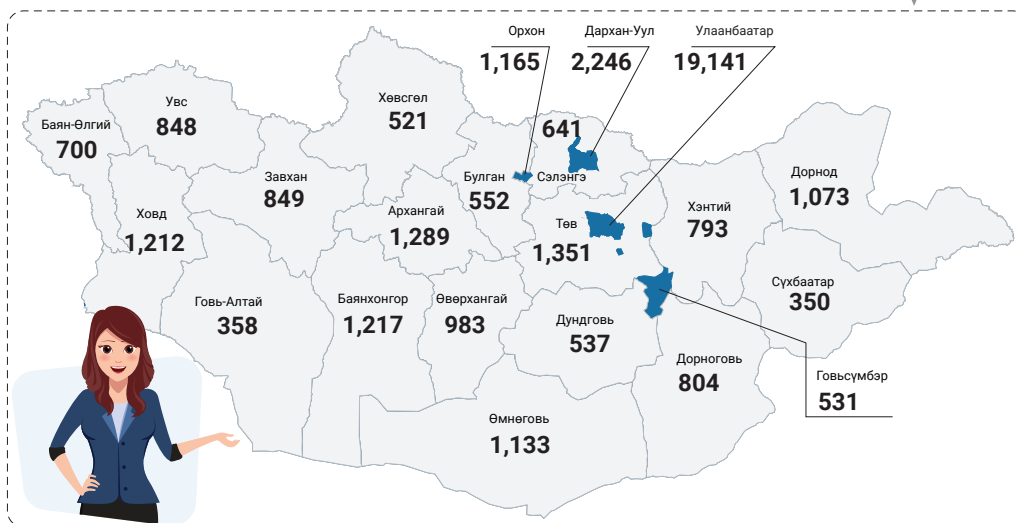 Орхон
1,165
Дархан-Уул
2,246
Улаанбаатар
19,141
Увс
848
Баян-Өлгий
700
Хөвсгөл
521
641
Сэлэнгэ
Завхан
849
Булган
552
Дорнод
1,073
Ховд
1,212
Архангай
1,289
Төв
1,351
Хэнтий
793
Сүхбаатар
350
Говь-Алтай
358
Баянхонгор
1,217
Өвөрхангай
983
Дундговь
537
Дорноговь
804
Говьсүмбэр
531
Өмнөговь
1,133